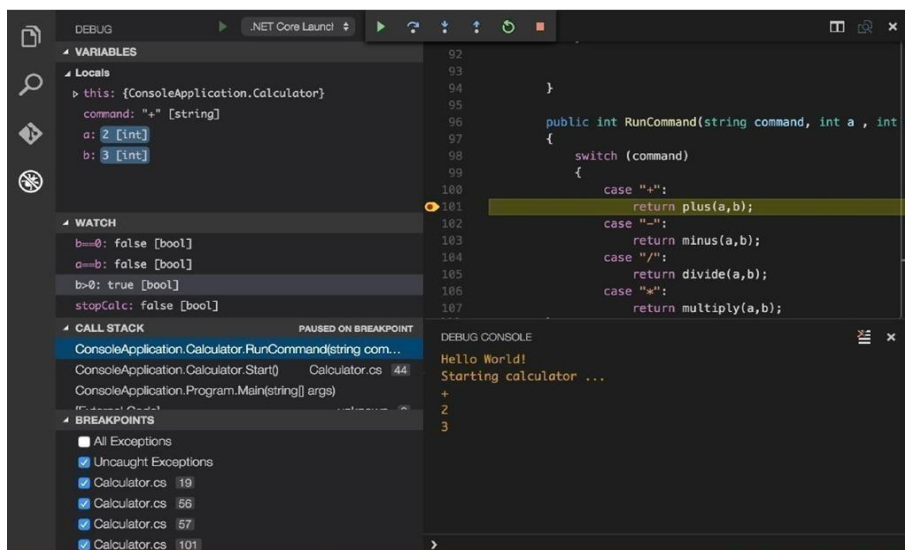 DEBUG
.NET Core Launcl
VARIABLES
Locals
this: {ConsoleApplication.Calculator}
command: "+" [string]
a: 2 [int]
b: 3 [int]
WATCH
b==0: false [bool]
a==b: false [bool]
b>0: true [bool]
stopCalc: false [bool]
CALL STACK PAUSED ON BREAKPOINT
ConsoleApplication.Calculator.RunCommand(string com...
ConsoleApplication.Calculator.Start() Calculator.cs 44
ConsoleApplication.Program.Main(string[] args)
BREAKPOINTS
All Exceptions
Uncaught Exceptions
Calculator.cs 19
Calculator.cs 56
Calculator.cs 57
Calculator.cs 101
92
93
94 }
95
96 public int RunCommand(string command, int a , int
97 {
98 switch (command)
99 {
100 case "+":
101 return plus(a,b);
102 case "-":
103 return minus(a,b);
104 case "/":
105 return divide(a,b);
106 case "*":
107 return multiply(a,b);
DEBUG CONSOLE
Hello World!
Starting calculator ...
+
2
3